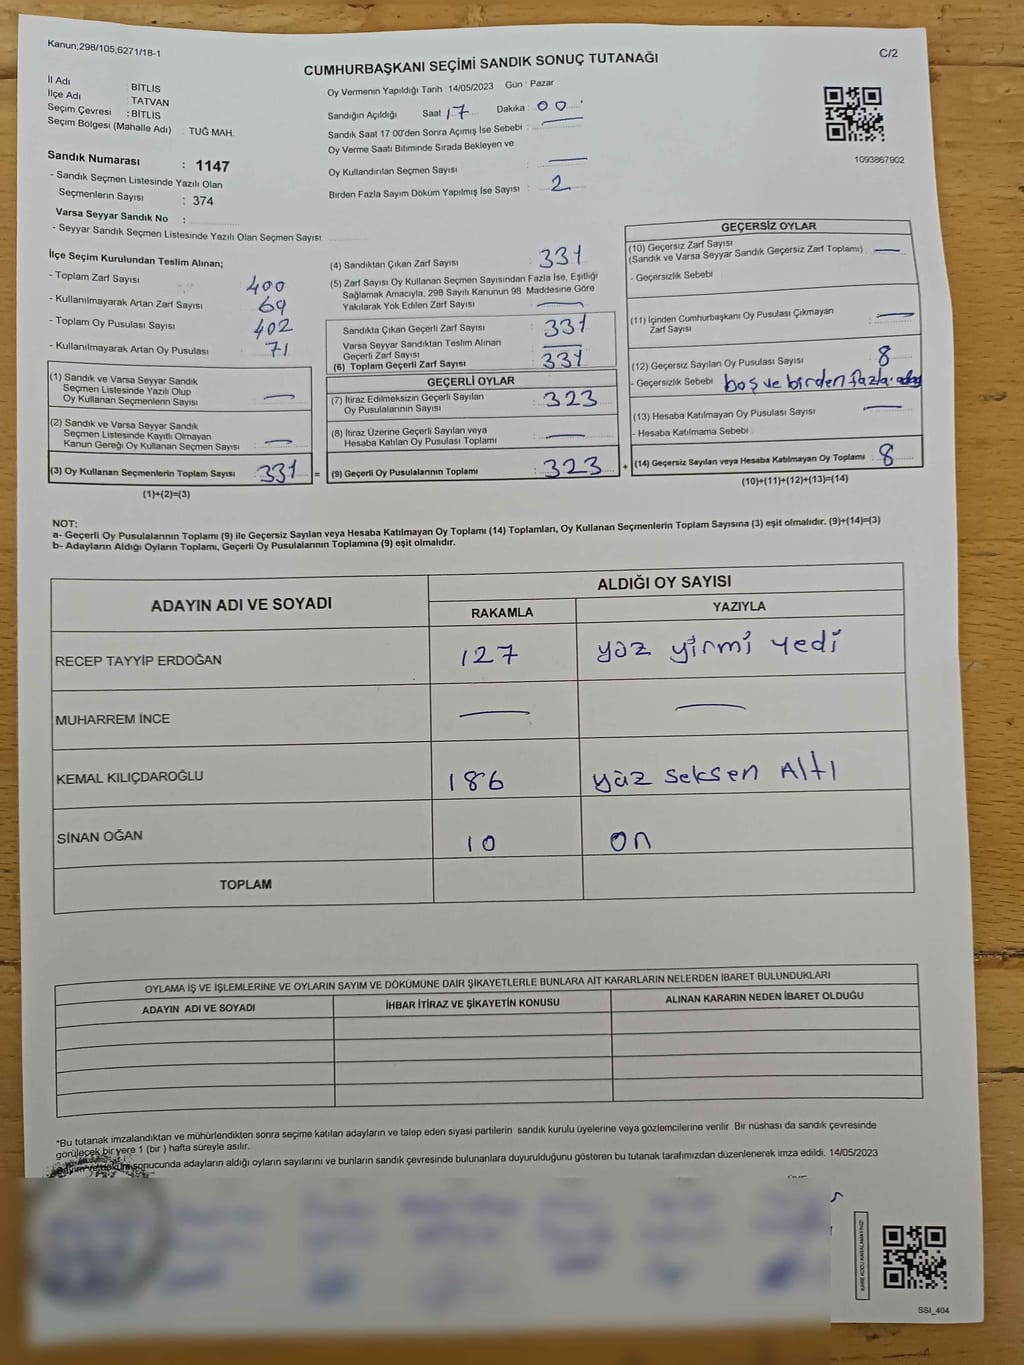 Kanun;298/105,6271/18-1
C/2
CUMHURBAŞKANI SEÇİMİ SANDIK SONUÇ TUTANAĞI
İl Adı : BİTLİS
İlçe Adı TATVAN
Seçim Çevresi : BİTLİS
Seçim Bölgesi (Mahalle Adı) : TUĞ MAH.
Oy Vermenin Yapıldığı Tarih : 14/05/2023 Gün : Pazar
Sandığın Açıldığı Saat 17 Dakika : 00
Sandık Saat 17 00'den Sonra Açımış İse Sebebi :
Oy Verme Saati Bitiminde Sırada Bekleyen ve
Oy Kullandırılan Seçmen Sayısı —
Birden Fazla Sayım Döküm Yapılmış İse Sayısı : 2
1093867902
Sandık Numarası : 1147
- Sandık Seçmen Listesinde Yazılı Olan
Seçmenlerin Sayısı : 374
Varsa Seyyar Sandık No :
- Seyyar Sandık Seçmen Listesinde Yazılı Olan Seçmen Sayısı
İlçe Seçim Kurulundan Teslim Alınan;
- Toplam Zarf Sayısı 400
- Kullanılmayarak Artan Zarf Sayısı 69
- Toplam Oy Pusulası Sayısı 402
- Kullanılmayarak Artan Oy Pusulası 71
(1) Sandık ve Varsa Seyyar Sandık
Seçmen Listesinde Yazılı Olup
Oy Kullanan Seçmenlerin Sayısı —
(2) Sandık ve Varsa Seyyar Sandık
Seçmen Listesinde Kayıtlı Olmayan
Kanun Gereği Oy Kullanan Seçmen Sayısı —
(3) Oy Kullanan Seçmenlerin Toplam Sayısı 331 =
(1)+(2)=(3)
(4) Sandıktan Çıkan Zarf Sayısı : 331
(5) Zarf Sayısı Oy Kullanan Seçmen Sayısından Fazla İse, Eşitliği
Sağlamak Amacıyla, 298 Sayılı Kanunun 98. Maddesine Göre
Yakılarak Yok Edilen Zarf Sayısı —
Sandıkta Çıkan Geçerli Zarf Sayısı : 331
Varsa Seyyar Sandıktan Teslim Alınan
Geçerli Zarf Sayısı —
(6) Toplam Geçerli Zarf Sayısı 331
GEÇERLİ OYLAR
(7) İtiraz Edilmeksizin Geçerli Sayılan
Oy Pusulalarının Sayısı : 323
(8) İtiraz Üzerine Geçerli Sayılan veya
Hesaba Katılan Oy Pusulası Toplamı : —
(9) Geçerli Oy Pusulalarının Toplamı : 323 +
GEÇERSİZ OYLAR
(10) Geçersiz Zarf Sayısı
(Sandık ve Varsa Seyyar Sandık Geçersiz Zarf Toplamı) : —
- Geçersizlik Sebebi
(11) İçinden Cumhurbaşkanı Oy Pusulası Çıkmayan
Zarf Sayısı —
(12) Geçersiz Sayılan Oy Pusulası Sayısı : 8
- Geçersizlik Sebebi boş ve birden fazla aday
(13) Hesaba Katılmayan Oy Pusulası Sayısı —
- Hesaba Katılmama Sebebi :
(14) Geçersiz Sayılan veya Hesaba Katılmayan Oy Toplamı : 8
(10)+(11)+(12)+(13)=(14)
NOT:
a- Geçerli Oy Pusulalarının Toplamı (9) ile Geçersiz Sayılan veya Hesaba Katılmayan Oy Toplamı (14) Toplamları, Oy Kullanan Seçmenlerin Toplam Sayısına (3) eşit olmalıdır. (9)+(14)=(3)
b- Adayların Aldığı Oyların Toplamı, Geçerli Oy Pusulalarının Toplamına (9) eşit olmalıdır.
ADAYIN ADI VE SOYADI
ALDIĞI OY SAYISI
RAKAMLA YAZIYLA
RECEP TAYYİP ERDOĞAN 127 yüz yirmi yedi
MUHARREM İNCE — —
KEMAL KILIÇDAROĞLU 186 yüz seksen Altı
SİNAN OĞAN 10 on
TOPLAM
OYLAMA İŞ VE İŞLEMLERİNE VE OYLARIN SAYIM VE DÖKÜMÜNE DAİR ŞİKAYETLERLE BUNLARA AİT KARARLARIN NELERDEN İBARET BULUNDUKLARI
ADAYIN ADI VE SOYADI İHBAR İTİRAZ VE ŞİKAYETİN KONUSU ALINAN KARARIN NEDEN İBARET OLDUĞU
*Bu tutanak imzalandıktan ve mühürlendikten sonra seçime katılan adayların ve talep eden siyasi partilerin sandık kurulu üyelerine veya gözlemcilerine verilir Bir nüshası da sandık çevresinde
görülecek bir yere 1 (bir ) hafta süreyle asılır.
sonucunda adayların aldığı oyların sayılarını ve bunların sandık çevresinde bulunanlara duyurulduğunu gösteren bu tutanak tarafımızdan düzenlenerek imza edildi. 14/05/2023
KARE KODU KARALAMAYINIZ!
SSI_404